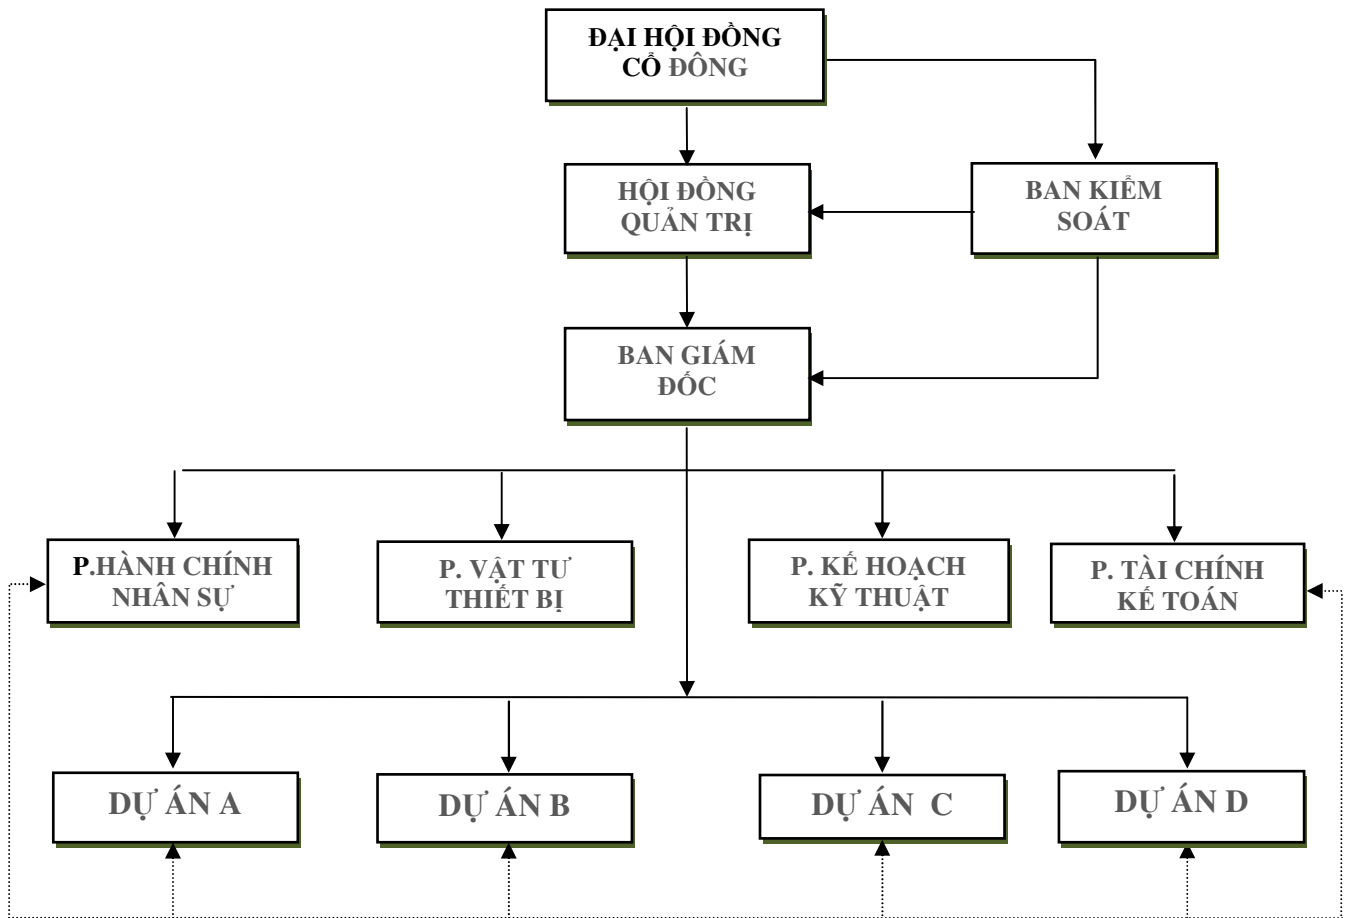 ĐẠI HỘI ĐỒNG
CỔ ĐÔNG
HỘI ĐỒNG
QUẢN TRỊ
BAN KIỂM
SOÁT
BAN GIÁM
ĐỐC
P.HÀNH CHÍNH
NHÂN SỰ
P. VẬT TƯ
THIẾT BỊ
P. KẾ HOẠCH
KỸ THUẬT
P. TÀI CHÍNH
KẾ TOÁN
DỰ ÁN A
DỰ ÁN B
DỰ ÁN C
DỰ ÁN D